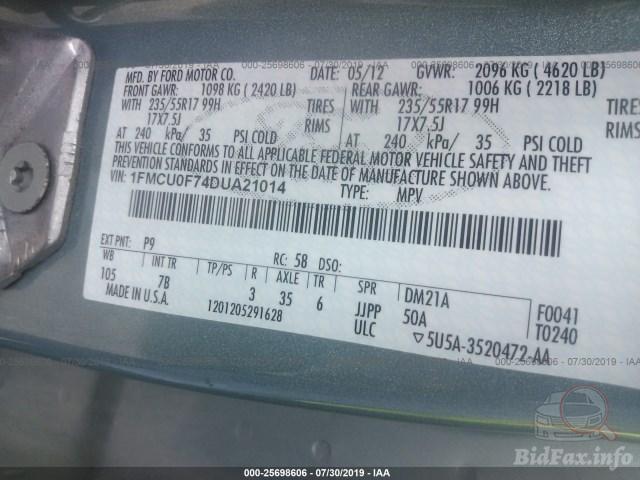 000-25698606 / 07/30/2019 - IAA
MFD. BY FORD MOTOR CO. DATE: 05/12 GVWR: 2096 KG ( 4620 LB)
FRONT GAWR: 1098 KG ( 2420 LB) REAR GAWR: 1006 KG ( 2218 LB)
WITH 235/55R17 99H TIRES WITH 235/55R17 99H TIRES
17X7.5J RIMS 17X7.5J RIMS
AT 240 kPa/ 35 PSI COLD AT 240 kPa/ 35 PSI COLD
THIS VEHICLE CONFORMS TO ALL APPLICABLE FEDERAL MOTOR VEHICLE SAFETY AND THEFT
PREVENTION STANDARDS IN EFFECT ON THE DATE OF MANUFACTURE SHOWN ABOVE.
VIN: 1FMCU0F74DUA21014 TYPE: MPV
EXT PNT: P9 RC: 58 DSO:
WB INT TR TP/PS R AXLE TR SPR DM21A F0041
105 7B 3 35 6 JJPP 50A T0240
MADE IN U.S.A. ULC
1201205291628 ▽5U5A-3520472-AA
BidFax.info
000-25698606 / 07/30/2019 - IAA